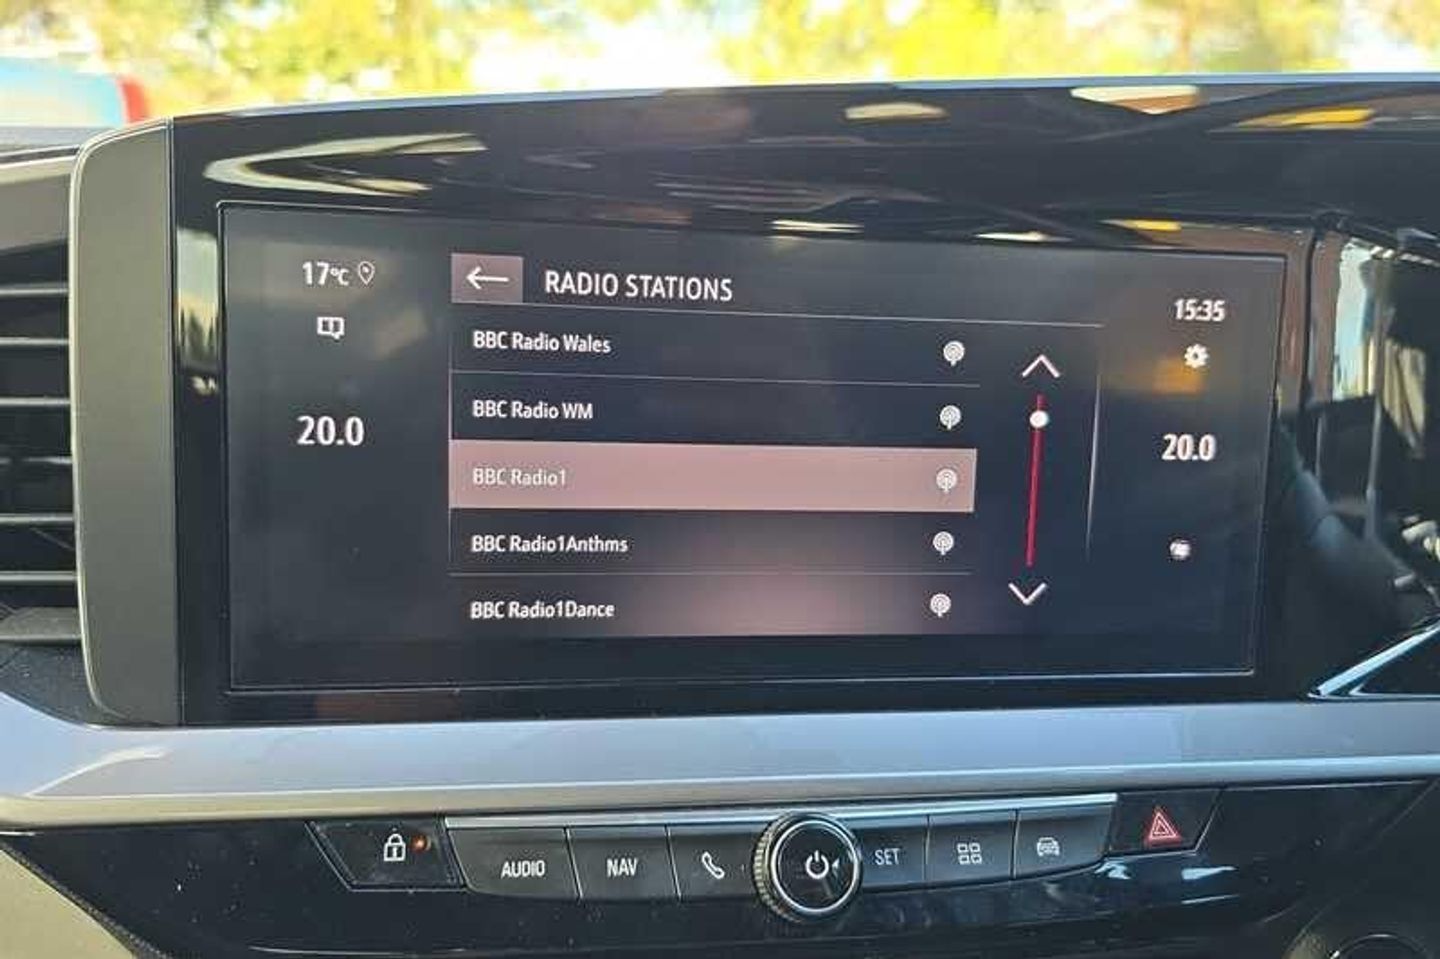 17°C
RADIO STATIONS
15:35
BBC Radio Wales
BBC Radio WM
20.0
BBC Radio1
20.0
BBC Radio1Anthms
BBC Radio1Dance
AUDIO
NAV
SET